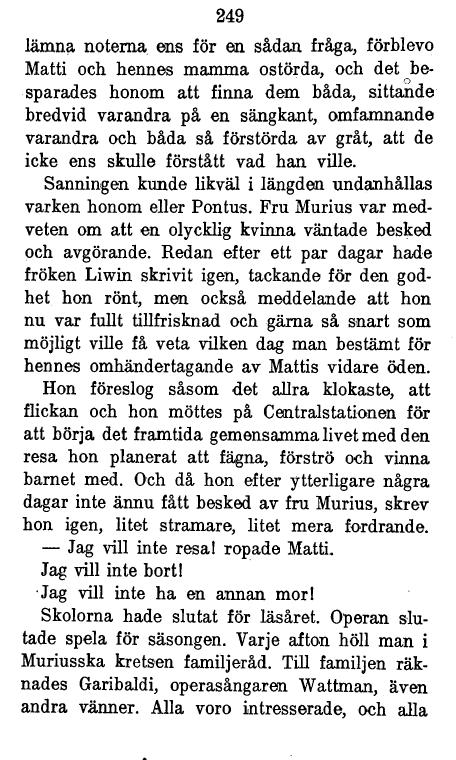 249
lämna noterna ens för en sådan fråga, förblevo
Matti och hennes mamma ostörda, och det be-
sparades honom att finna dem båda, sittande
bredvid varandra på en sängkant, omfamnande
varandra och båda så förstörda av gråt, att de
icke ens skulle förstått vad han ville.
Sanningen kunde likväl i längden undanhållas
varken honom eller Pontus. Fru Murius var med-
veten om att en olycklig kvinna väntade besked
och avgörande. Redan efter ett par dagar hade
fröken Liwin skrivit igen, tackande för den god-
het hon rönt, men också meddelande att hon
nu var fullt tillfrisknad och gärna så snart som
möjligt ville få veta vilken dag man bestämt för
hennes omhändertagande av Mattis vidare öden.
Hon föreslog såsom det allra klokaste, att
flickan och hon möttes på Centralstationen för
att börja det framtida gemensamma livet med den
resa hon planerat att fägna, förströ och vinna
barnet med. Och då hon efter ytterligare några
dagar inte ännu fått besked av fru Murius, skrev
hon igen, litet stramare, litet mera fordrande.
— Jag vill inte resa! ropade Matti.
Jag vill inte bort!
Jag vill inte ha en annan mor!
Skolorna hade slutat för läsåret. Operan slu-
tade spela för säsongen. Varje afton höll man i
Muriusska kretsen familjeråd. Till familjen räk-
nades Garibaldi, operasångaren Wattman, även
andra vänner. Alla voro intresserade, och alla